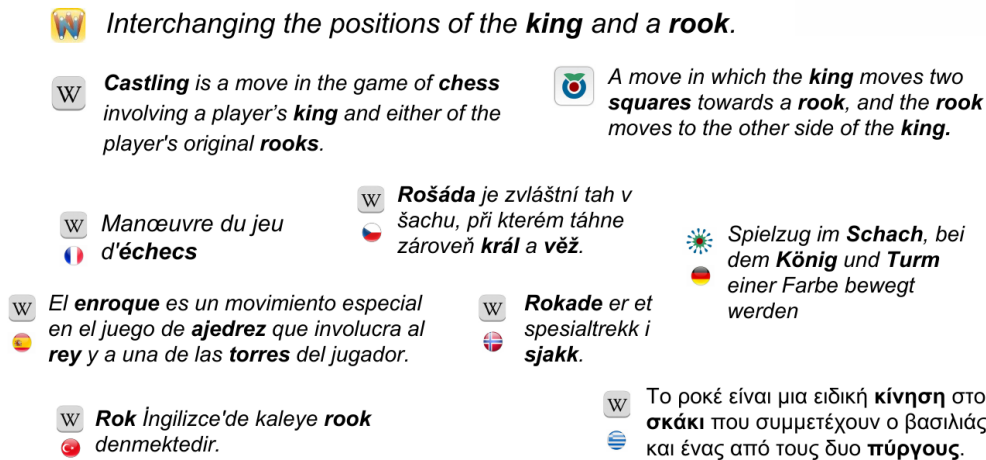 Interchanging the positions of the king and a rook.
W Castling is a move in the game of chess
involving a player's king and either of the
player's original rooks.
A move in which the king moves two
squares towards a rook, and the rook
moves to the other side of the king.
W Manœuvre du jeu
d'échecs
W Rošáda je zvláštní tah v
šachu, při kterém táhne
zároveň král a věž.
Spielzug im Schach, bei
dem König und Turm
einer Farbe bewegt
werden
W El enroque es un movimiento especial
en el juego de ajedrez que involucra al
rey y a una de las torres del jugador.
W Rokade er et
spesialtrekk i
sjakk.
W Rok İngilizce'de kaleye rook
denmektedir.
W Το ροκέ είναι μια ειδική κίνηση στο
σκάκι που συμμετέχουν ο βασιλιάς
και ένας από τους δυο πύργους.